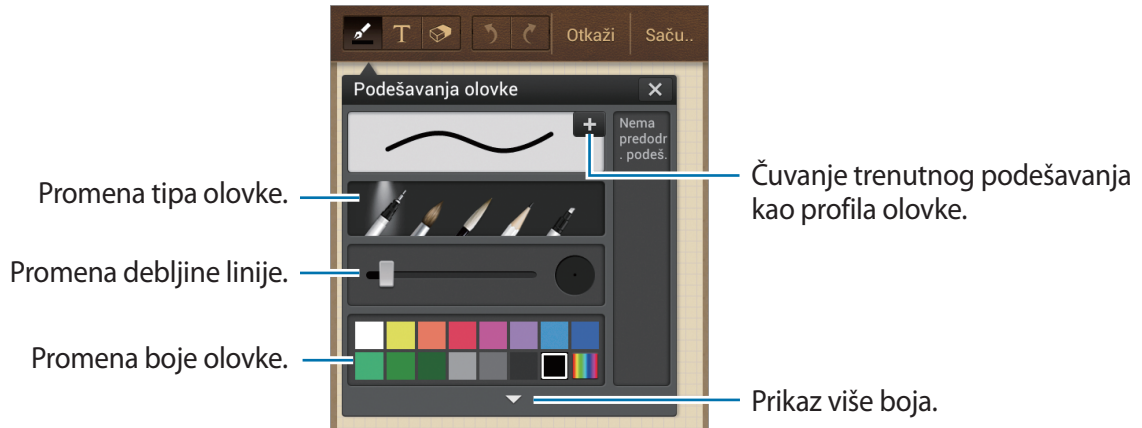 T
Otkaži
Saču..
Podešavanja olovke
Nema
predodr
. podeš.
Promena tipa olovke.
Čuvanje trenutnog podešavanja
kao profila olovke.
Promena debljine linije.
Promena boje olovke.
Prikaz više boja.